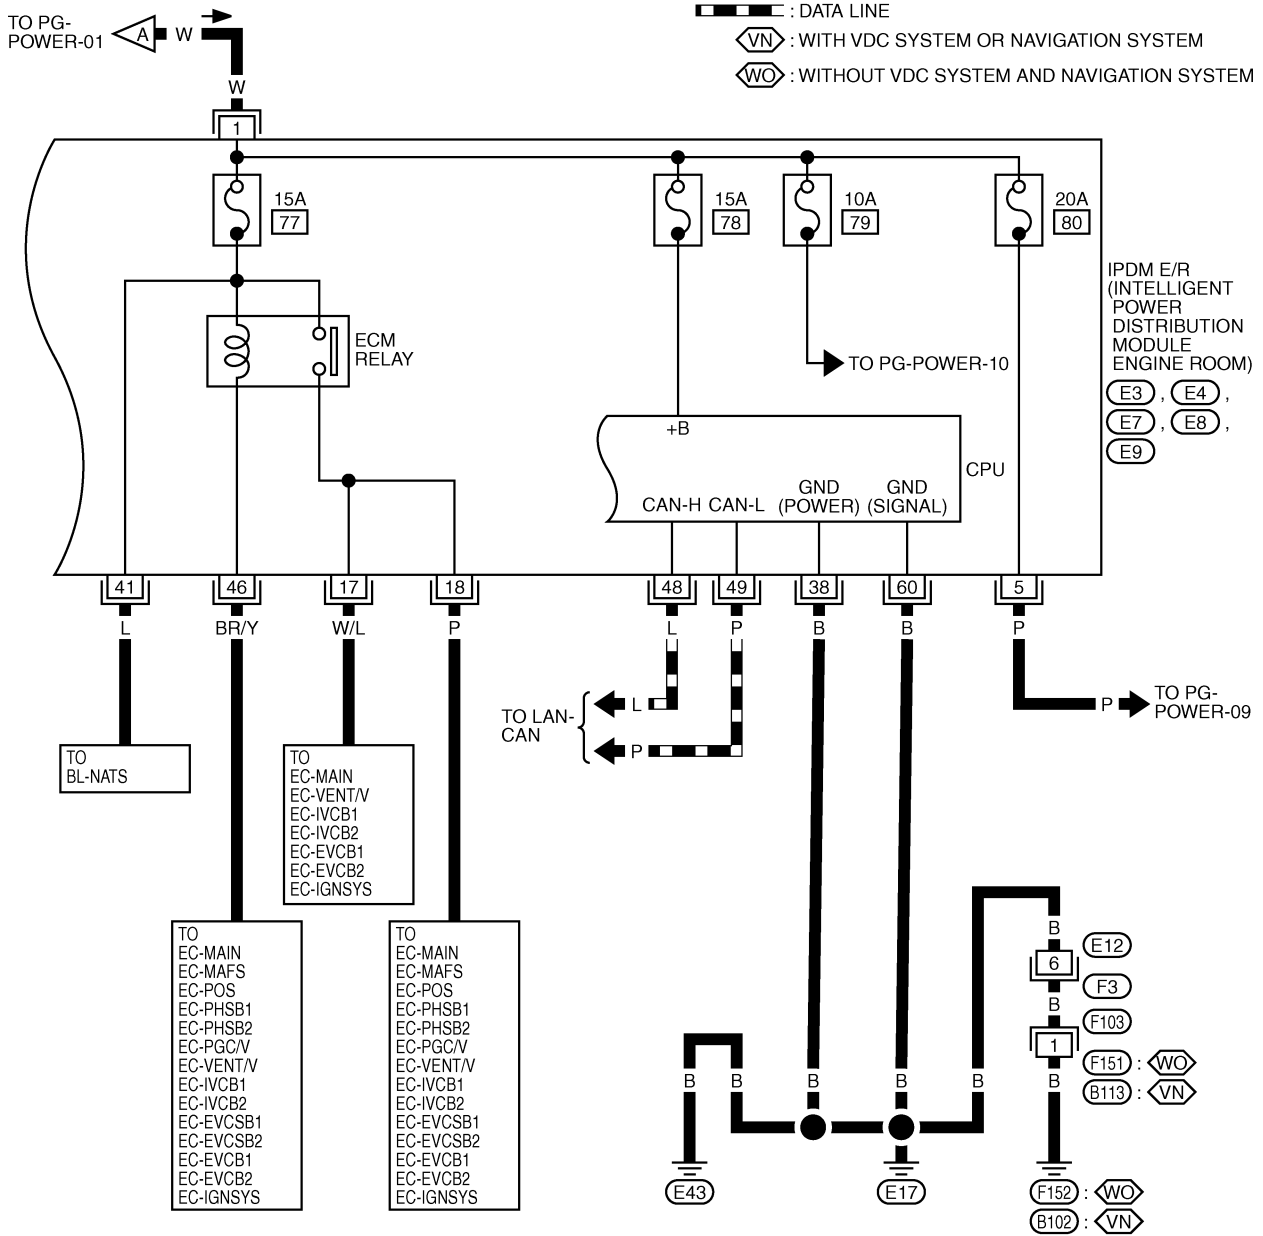 TO PG-
POWER-01
A
W
W
: DATA LINE
VN : WITH VDC SYSTEM OR NAVIGATION SYSTEM
WO : WITHOUT VDC SYSTEM AND NAVIGATION SYSTEM
1
15A
77
15A
78
10A
79
20A
80
ECM
RELAY
TO PG-POWER-10
IPDM E/R
(INTELLIGENT
POWER
DISTRIBUTION
MODULE
ENGINE ROOM)
E3 , E4 ,
E7 , E8 ,
E9
+B
CPU
CAN-H
CAN-L
GND
(POWER)
GND
(SIGNAL)
41
46
17
18
48
49
38
60
5
L
BR/Y
W/L
P
L
P
B
B
P
TO LAN-
CAN
L
P
P
TO PG-
POWER-09
TO
BL-NATS
TO
EC-MAIN
EC-VENT/V
EC-IVCB1
EC-IVCB2
EC-EVCB1
EC-EVCB2
EC-IGNSYS
TO
EC-MAIN
EC-MAFS
EC-POS
EC-PHSB1
EC-PHSB2
EC-PGC/V
EC-VENT/V
EC-IVCB1
EC-IVCB2
EC-EVCSB1
EC-EVCSB2
EC-EVCB1
EC-EVCB2
EC-IGNSYS
TO
EC-MAIN
EC-MAFS
EC-POS
EC-PHSB1
EC-PHSB2
EC-PGC/V
EC-VENT/V
EC-IVCB1
EC-IVCB2
EC-EVCSB1
EC-EVCSB2
EC-EVCB1
EC-EVCB2
EC-IGNSYS
B
E12
6
F3
B
F103
1
F151 : WO
B113 : VN
B
B
B
B
B
B
E43
E17
F152 : WO
B102 : VN